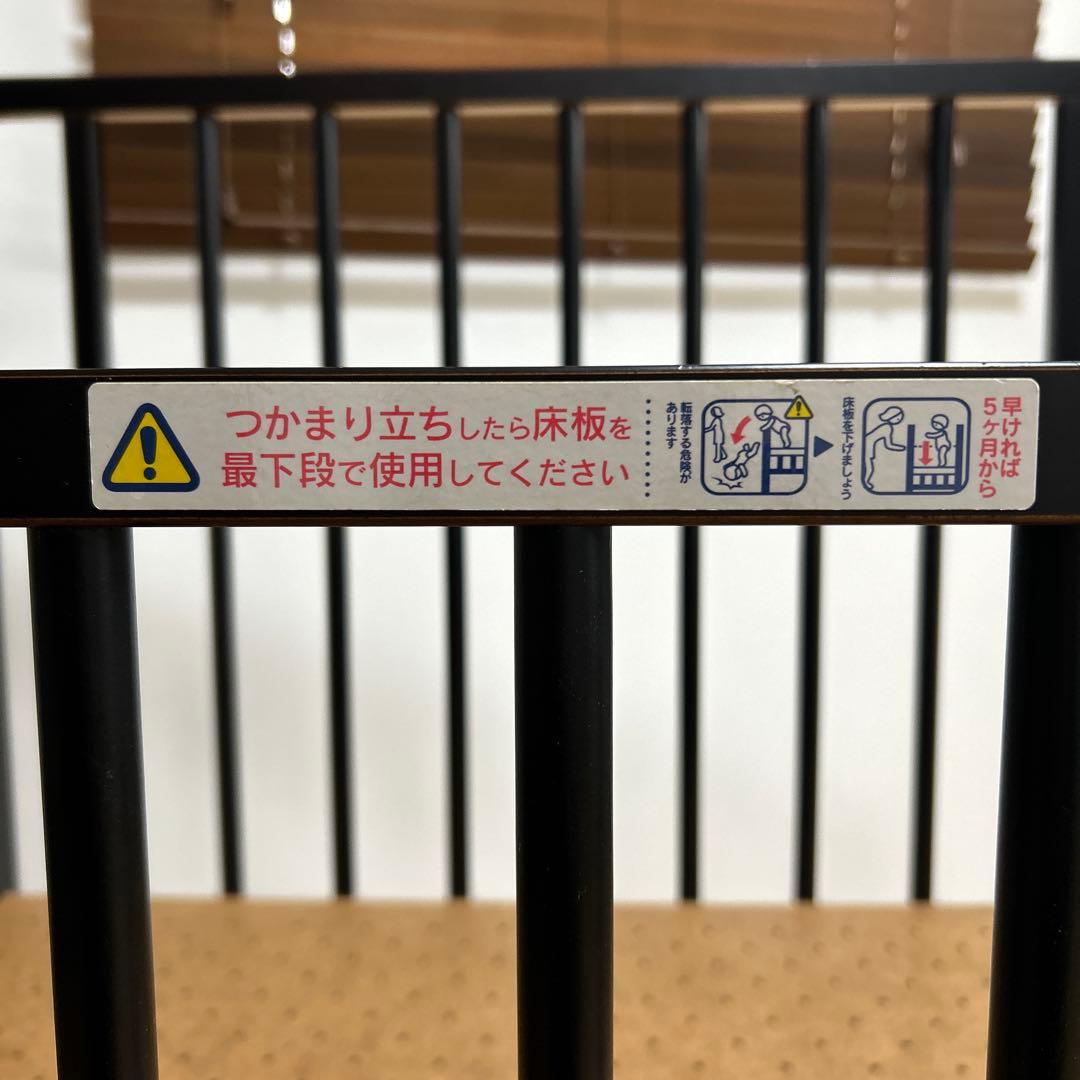 つかまり立ちしたら床板を
最下段で使用してください
転落する危険が
あります
床板を下げましょう
早ければ
5ヶ月から